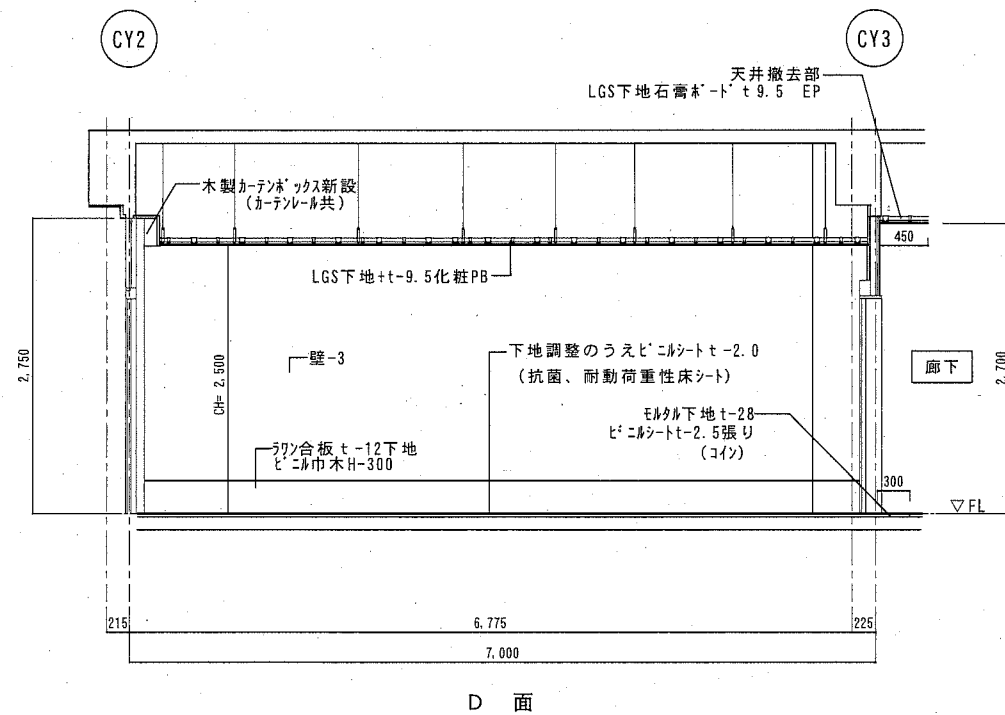 CY2
CY3
天井撤去部
LGS下地石膏ﾎﾞｰﾄﾞt9.5 EP
木製ｶｰﾃﾝﾎﾞｯｸｽ新設
(ｶｰﾃﾝﾚｰﾙ共)
450
LGS下地+t-9.5化粧PB
2,750
CH= 2,500
壁-3
下地調整のうえﾋﾞﾆﾙｼｰﾄt-2.0
(抗菌、耐動荷重性床ｼｰﾄ)
廊下
2,700
ﾓﾙﾀﾙ下地t-28
ﾋﾞﾆﾙｼｰﾄt-2.5張り
(ｺｲﾝ)
ﾗﾜﾝ合板t-12下地
ﾋﾞﾆﾙ巾木H-300
300
▽FL
215
6,775
225
7,000
D 面